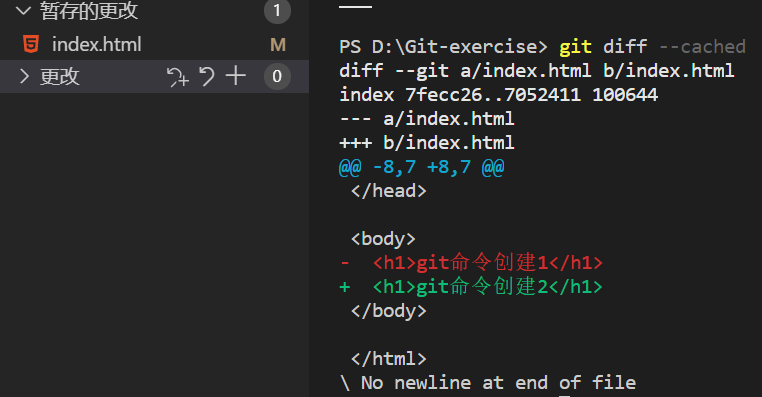 暂存的更改 1
index.html M
更改 0
PS D:\Git-exercise> git diff --cached
diff --git a/index.html b/index.html
index 7fecc26..7052411 100644
--- a/index.html
+++ b/index.html
@@ -8,7 +8,7 @@
 </head>
 <body>
-  <h1>git命令创建1</h1>
+  <h1>git命令创建2</h1>
 </body>
 </html>
\ No newline at end of file